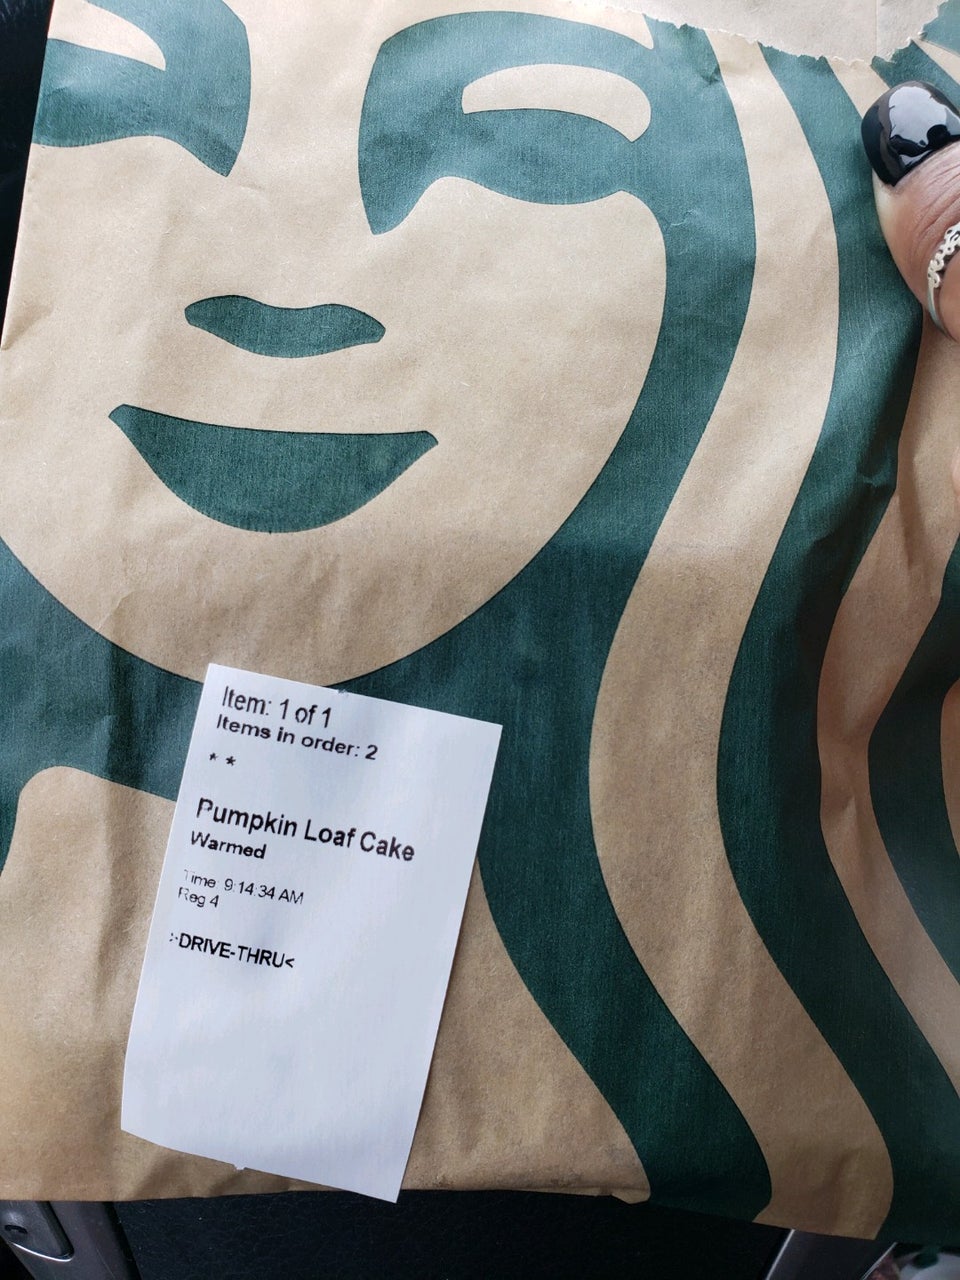 Item: 1 of 1
Items in order: 2
* *
Pumpkin Loaf Cake
Warmed
Time: 9:14:34 AM
Reg 4
>DRIVE-THRU<